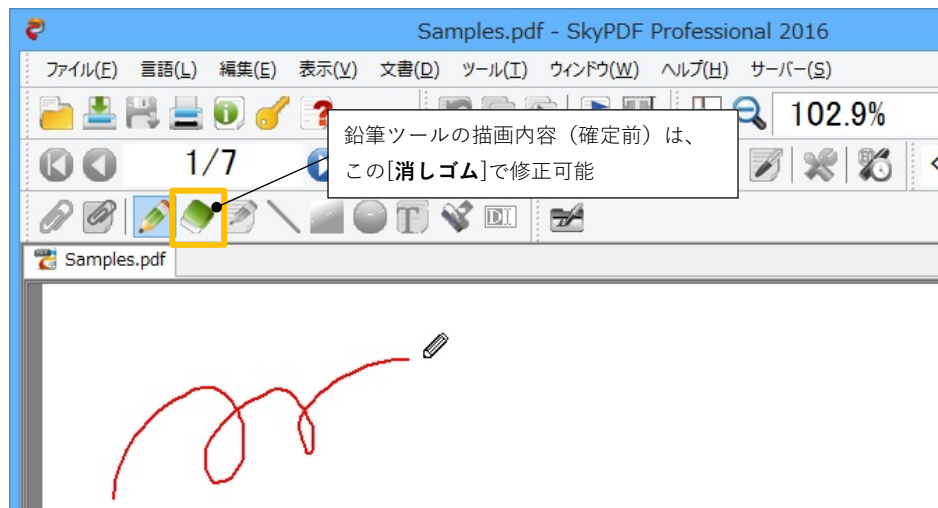 Samples.pdf - SkyPDF Professional 2016
ファイル(F) 言語(L) 編集(E) 表示(V) 文書(D) ツール(T) ウィンドウ(W) ヘルプ(H) サーバー(S)
102.9%
鉛筆ツールの描画内容（確定前）は、
この[消しゴム]で修正可能
1/7
Samples.pdf